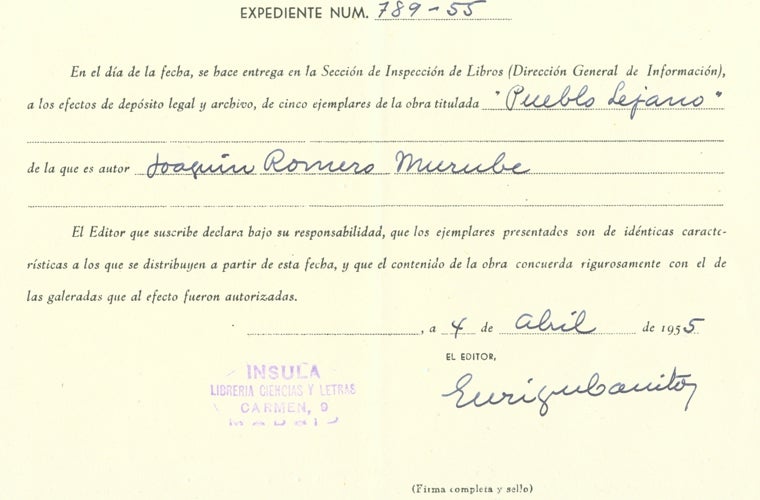 EXPEDIENTE NUM. 789-55
En el día de la fecha, se hace entrega en la Sección de Inspección de Libros (Dirección General de Información),
a los efectos de depósito legal y archivo, de cinco ejemplares de la obra titulada "Pueblo Lejano"
de la que es autor Joaquín Romero Murube
El Editor que suscribe declara bajo su responsabilidad, que los ejemplares presentados son de idénticas caracte-
rísticas a los que se distribuyen a partir de esta fecha, y que el contenido de la obra concuerda rigurosamente con el de
las galeradas que al efecto fueron autorizadas.
, a 4 de Abril de 1955
EL EDITOR,
INSULA
LIBRERIA CIENCIAS Y LETRAS
CARMEN, 9
MADRID
Enrique Canito
(Firma completa y sello)